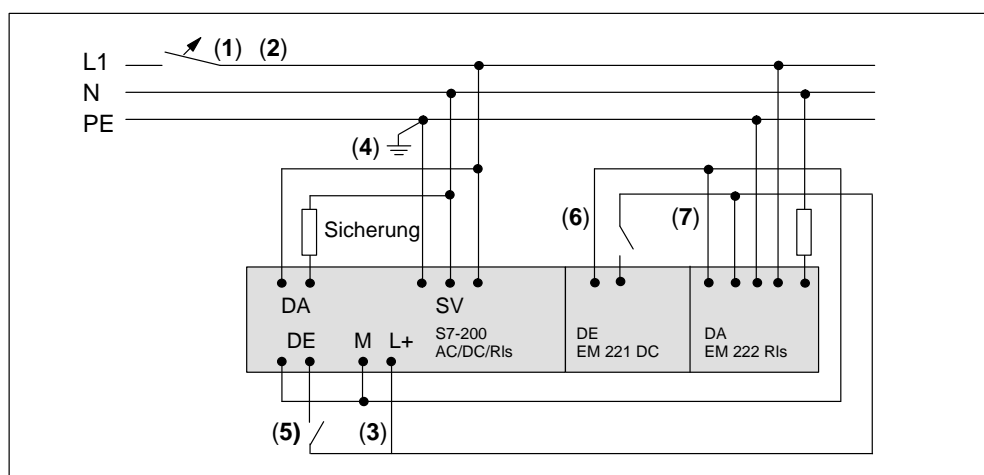 (1) (2)
L1
N
PE
(4)
(6) (7)
Sicherung
DA SV
DE M L+
S7-200
AC/DC/Rls
DE
EM 221 DC
DA
EM 222 Rls
(5) (3)